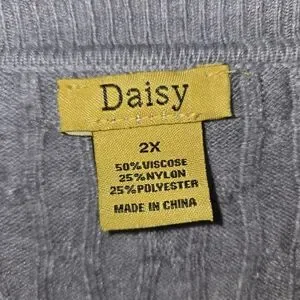 Daisy
2X
50%VISCOSE
25%NYLON
25%POLYESTER
MADE IN CHINA